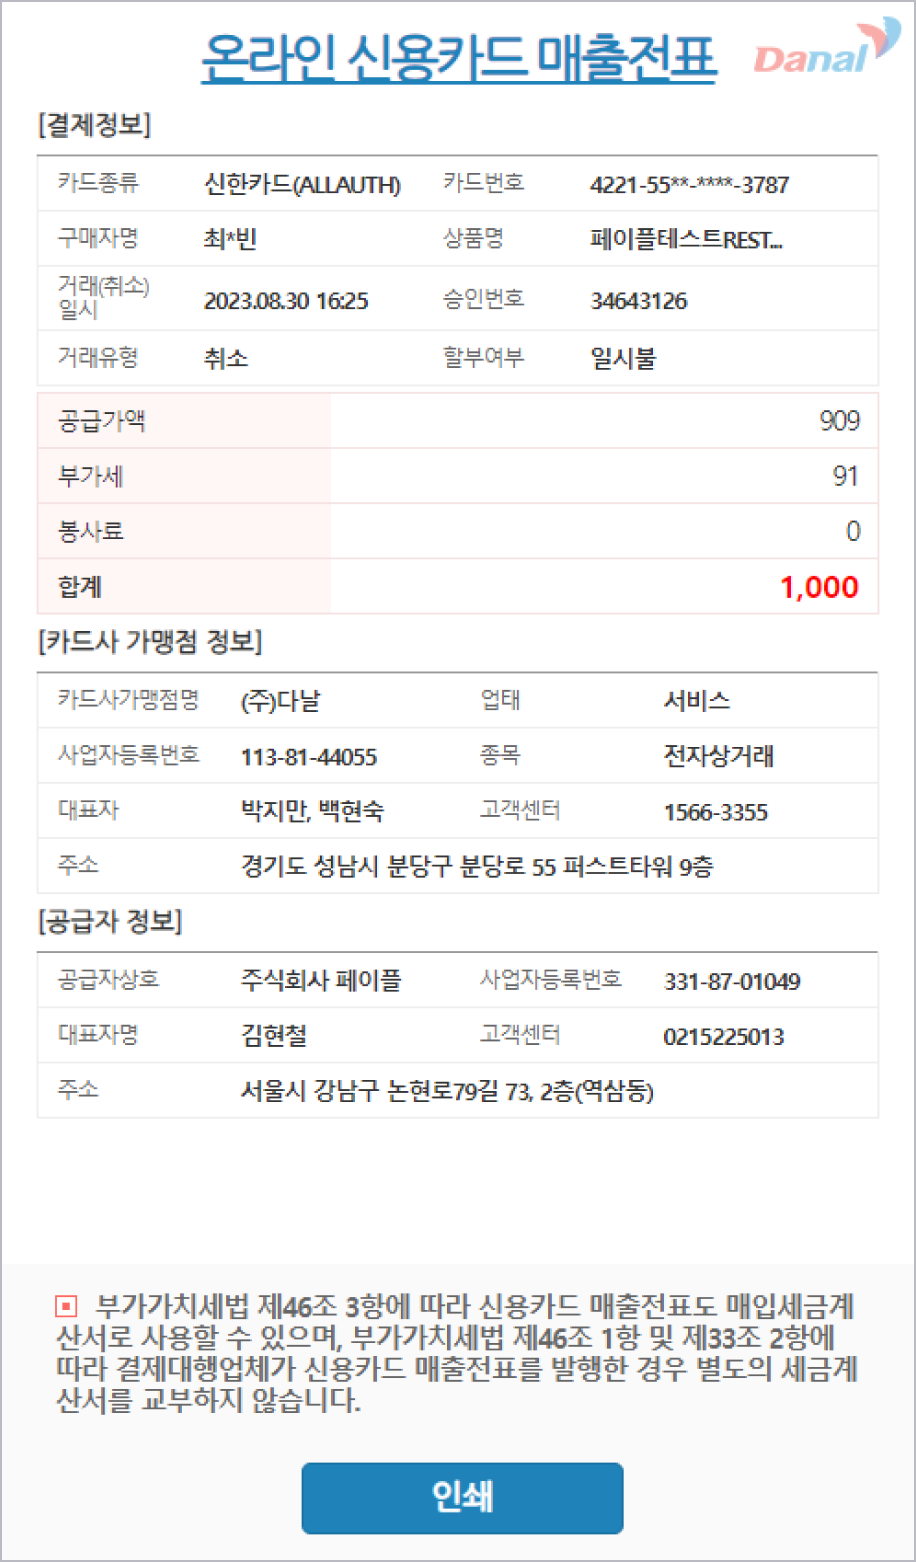 온라인 신용카드 매출전표
Danal
[결제정보]
카드종류 신한카드(ALLAUTH) 카드번호 4221-55**-****-3787
구매자명 최*빈 상품명 페이플테스트REST...
거래(취소)
일시 2023.08.30 16:25 승인번호 34643126
거래유형 취소 할부여부 일시불
공급가액 909
부가세 91
봉사료 0
합계 1,000
[카드사 가맹점 정보]
카드사가맹점명 (주)다날 업태 서비스
사업자등록번호 113-81-44055 종목 전자상거래
대표자 박지만, 백현숙 고객센터 1566-3355
주소 경기도 성남시 분당구 분당로 55 퍼스트타워 9층
[공급자 정보]
공급자상호 주식회사 페이플 사업자등록번호 331-87-01049
대표자명 김현철 고객센터 0215225013
주소 서울시 강남구 논현로79길 73, 2층(역삼동)
부가가치세법 제46조 3항에 따라 신용카드 매출전표도 매입세금계
산서로 사용할 수 있으며, 부가가치세법 제46조 1항 및 제33조 2항에
따라 결제대행업체가 신용카드 매출전표를 발행한 경우 별도의 세금계
산서를 교부하지 않습니다.
인쇄